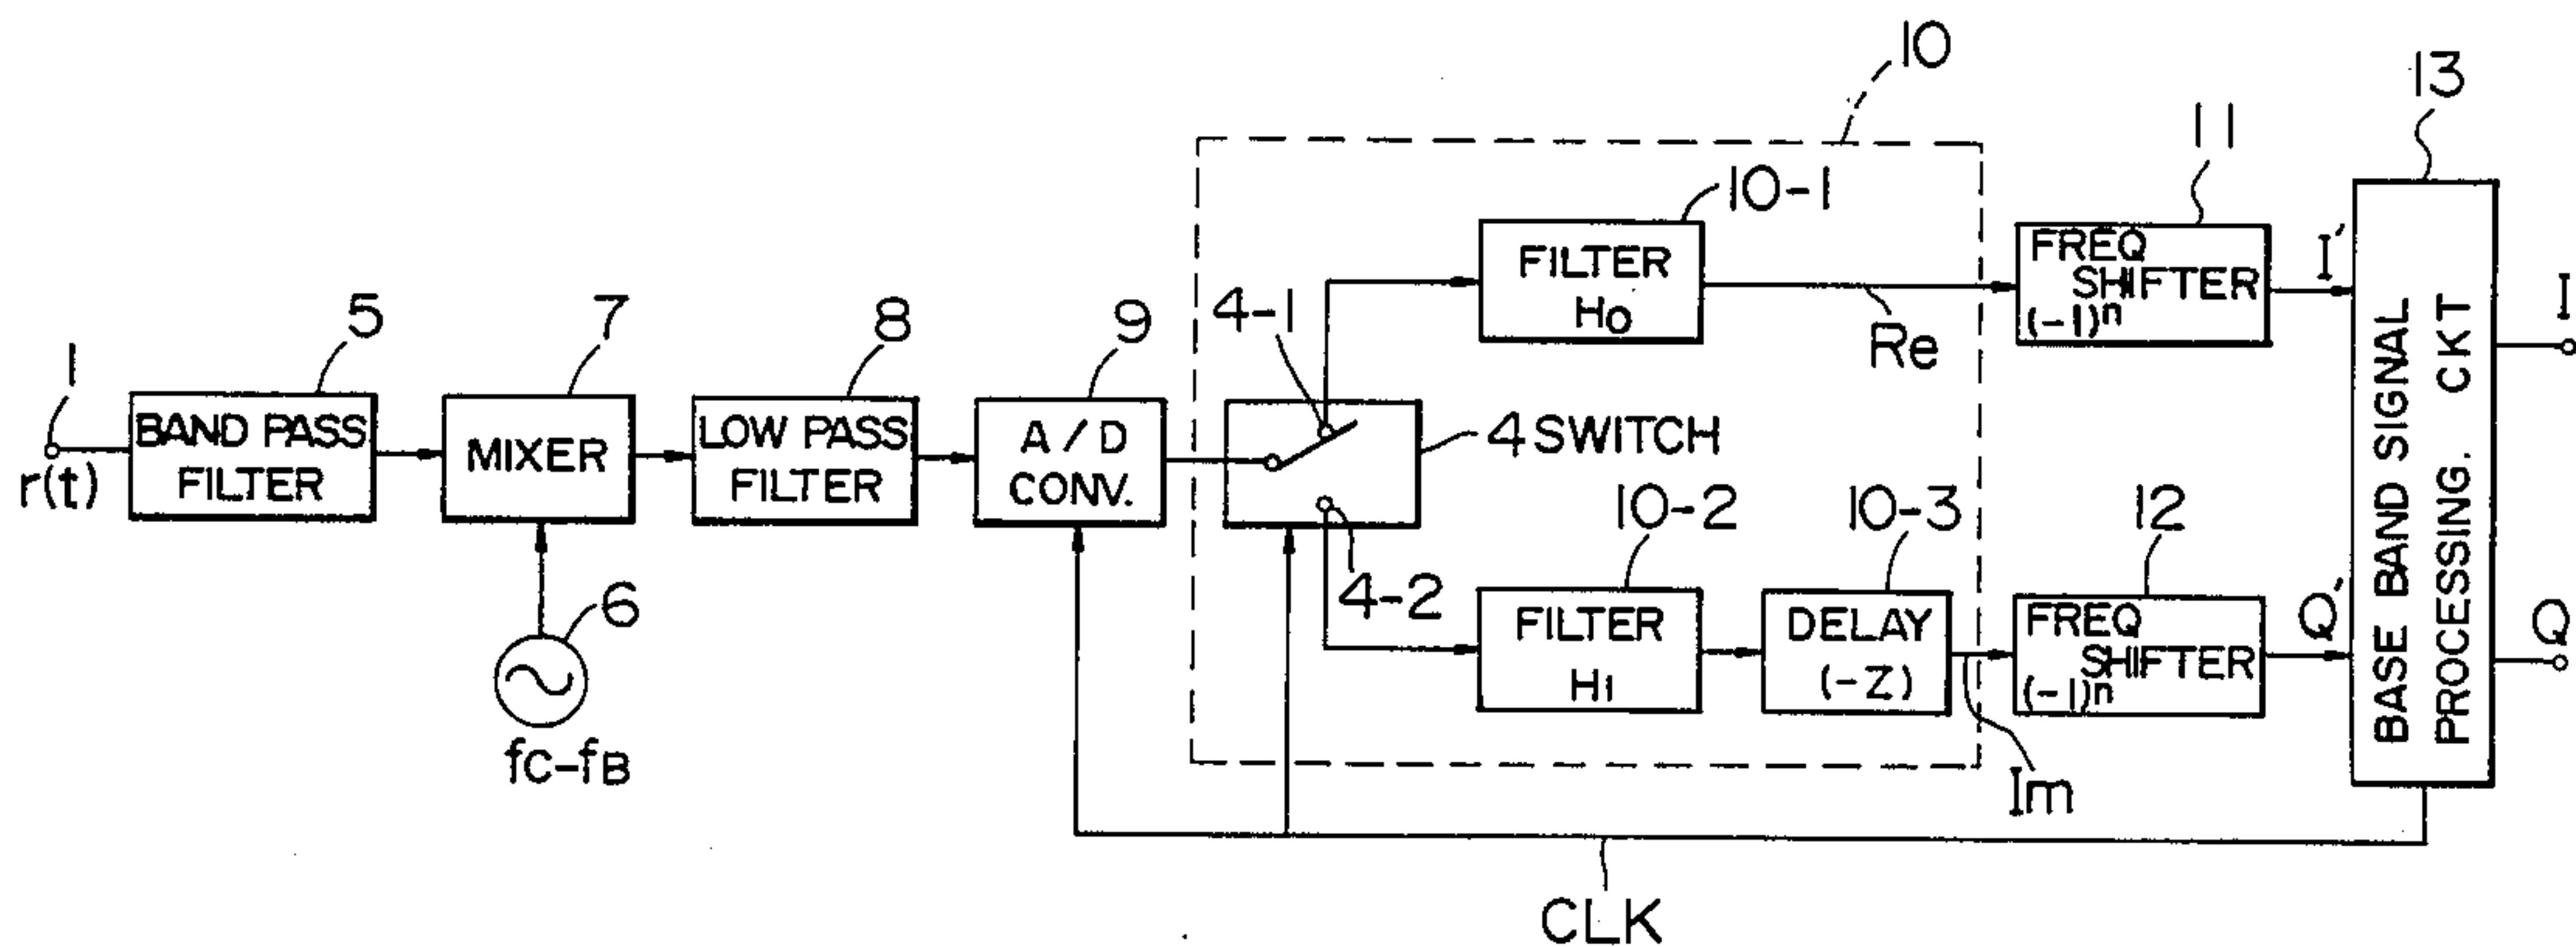 10
13
11
10-1
FILTER
H0
FREQ
SHIFTER
(-1)n
I'
I
4-1
Re
1
5
7
8
9
r(t)
BAND PASS
FILTER
MIXER
LOW PASS
FILTER
A / D
CONV.
4 SWITCH
4-2
10-2
10-3
12
FILTER
H1
DELAY
(-Z)
FREQ
SHIFTER
(-1)n
Q'
Q
BASE BAND SIGNAL
PROCESSING. CKT
6
fC-fB
Im
CLK